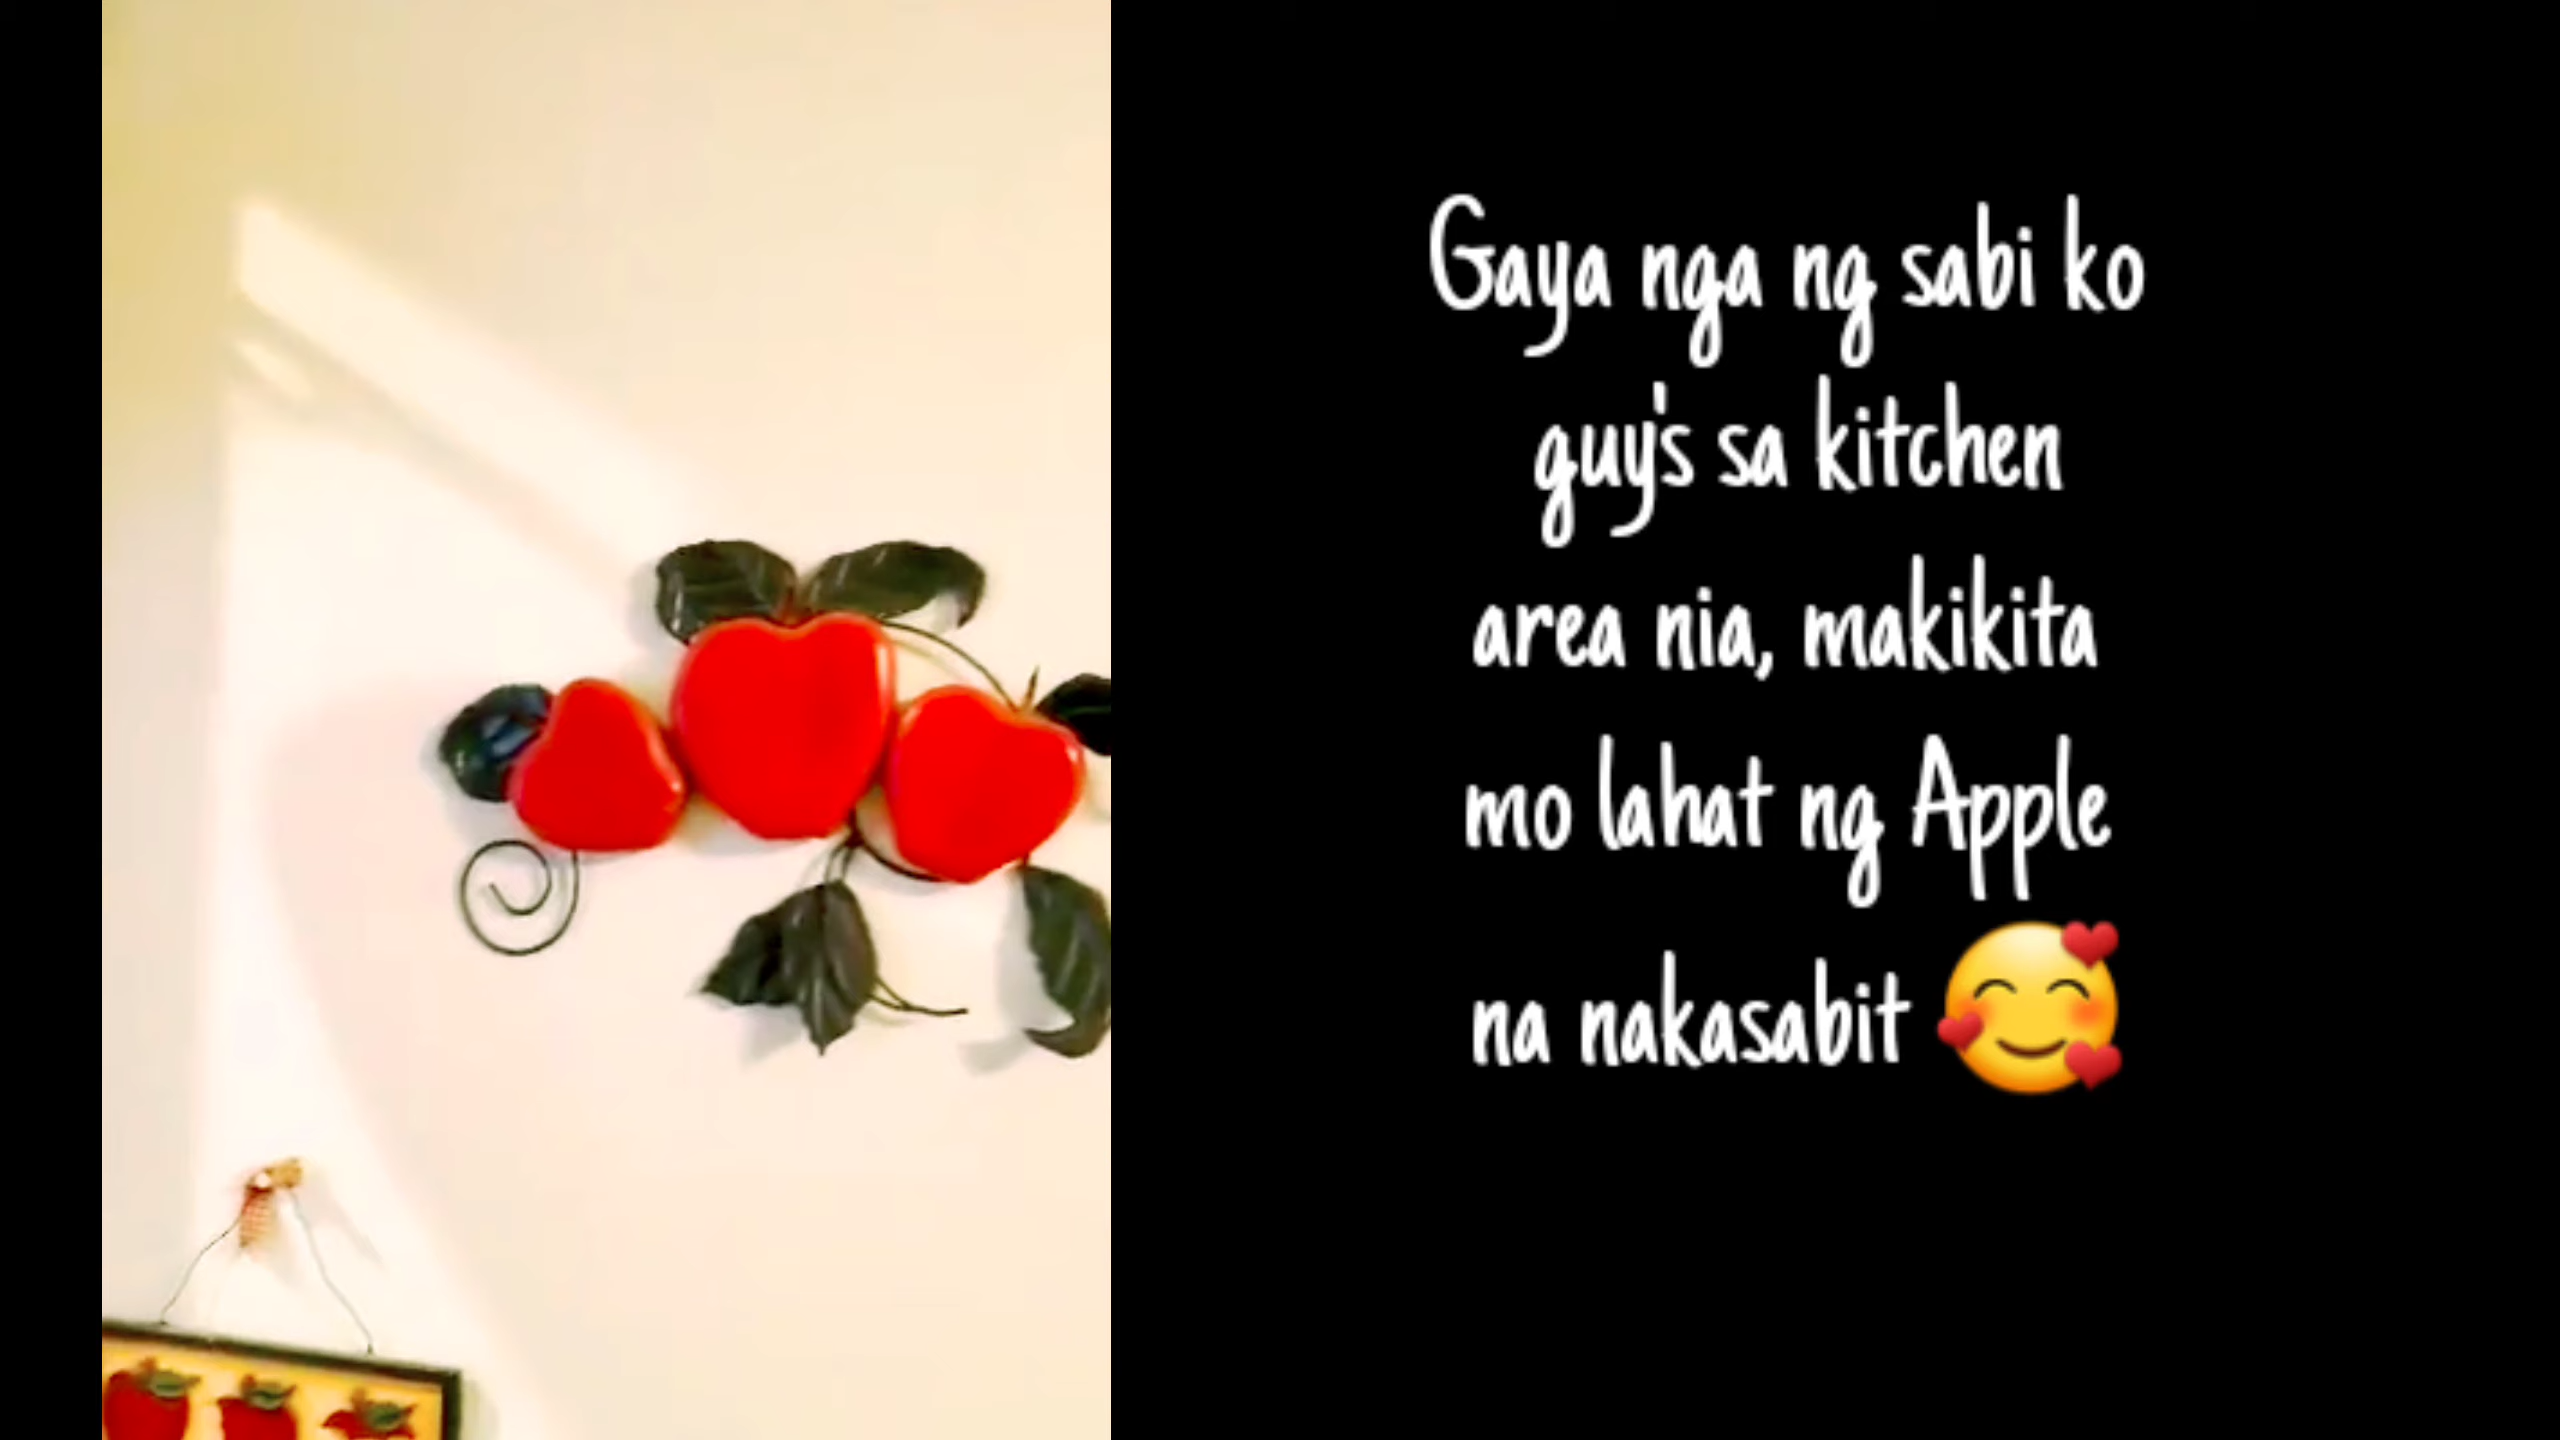 Gaya nga ng sabi ko
guy's sa kitchen
area nia, makikita
mo lahat ng Apple
na nakasabit 🥰